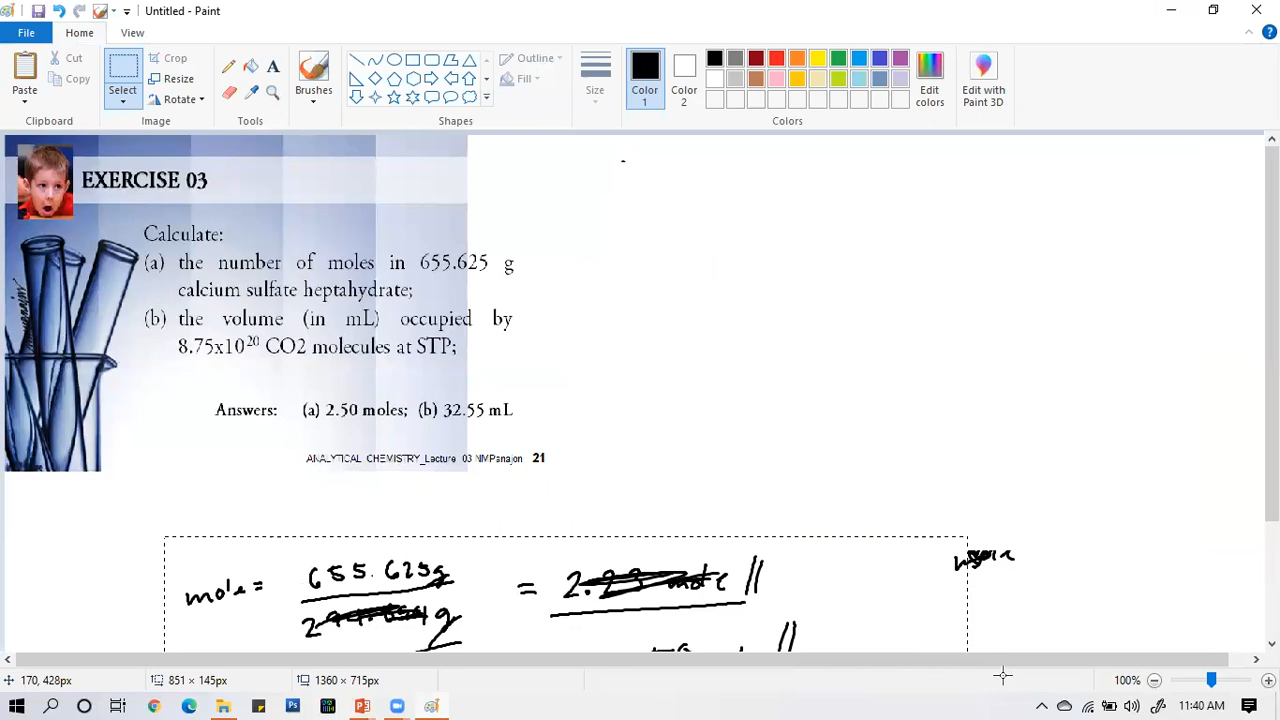 Untitled - Paint
File Home View
Paste
Cut
Copy
Clipboard
Select
Crop
Resize
Rotate
Image
Tools
Brushes
Outline
Fill
Shapes
Size
Color 1
Color 2
Edit colors
Edit with Paint 3D
Colors
EXERCISE 03
Calculate:
(a) the number of moles in 655.625 g
calcium sulfate heptahydrate;
(b) the volume (in mL) occupied by
8.75x10²⁰ CO2 molecules at STP;
Answers: (a) 2.50 moles; (b) 32.55 mL
ANALYTICAL CHEMISTRY_Lecture 03 NMPanajon 21
mole = 655.625g = 2.23 mole
170, 428px
851 × 145px
1360 × 715px
100%
11:40 AM